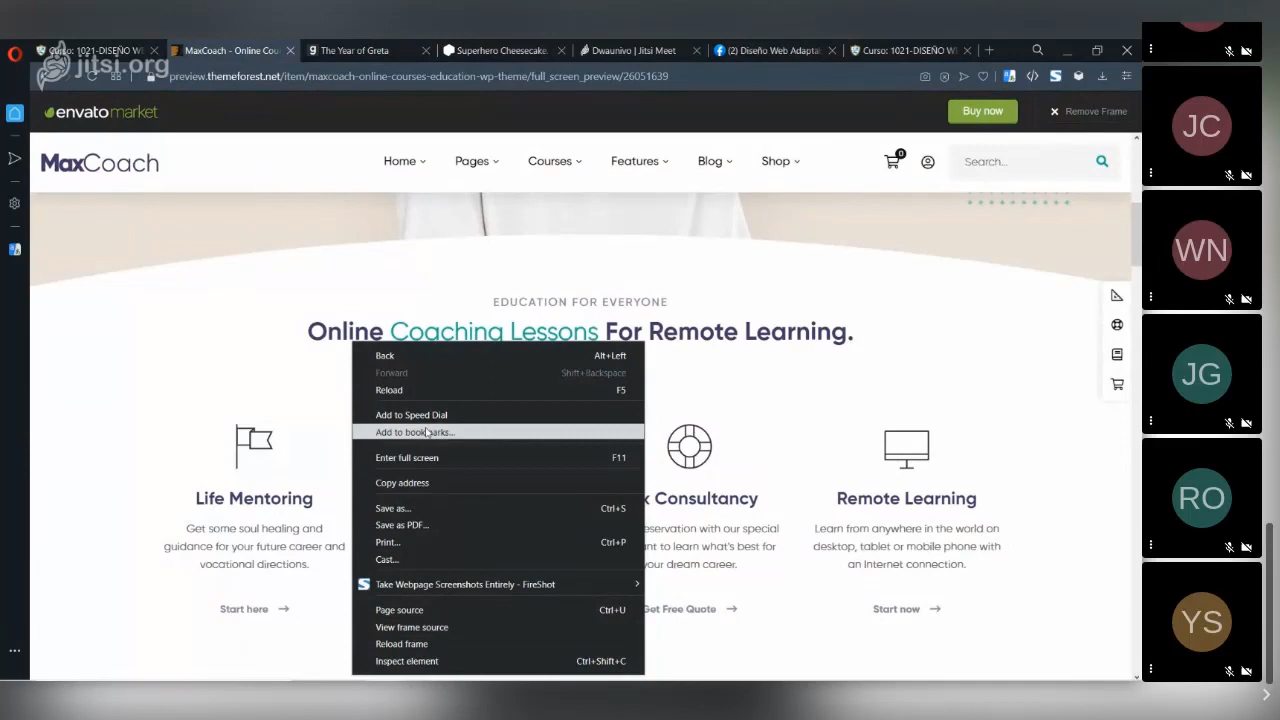 Curso: 1021-DISEÑO WE
MaxCoach - Online Cou
The Year of Greta
Superhero Cheesecake
Dwaunivo | Jitsi Meet
(2) Diseño Web Adapta
Curso: 1021-DISEÑO WE
jitsi.org
preview.themeforest.net/item/maxcoach-online-courses-education-wp-theme/full_screen_preview/26051639
envatomarket
Buy now
Remove Frame
MaxCoach
Home
Pages
Courses
Features
Blog
Shop
0
Search...
EDUCATION FOR EVERYONE
Online Coaching Lessons For Remote Learning.
Back Alt+Left
Forward Shift+Backspace
Reload F5
Add to Speed Dial
Add to bookmarks...
Enter full screen F11
Copy address
Save as... Ctrl+S
Save as PDF...
Print... Ctrl+P
Cast...
Take Webpage Screenshots Entirely - FireShot
Page source Ctrl+U
View frame source
Reload frame
Inspect element Ctrl+Shift+C
Life Mentoring
Get some soul healing and
guidance for your future career and
vocational directions.
Start here
Consultancy
eservation with our special
nt to learn what's best for
your dream career.
Get Free Quote
Remote Learning
Learn from anywhere in the world on
desktop, tablet or mobile phone with
an Internet connection.
Start now
JC
WN
JG
RO
YS